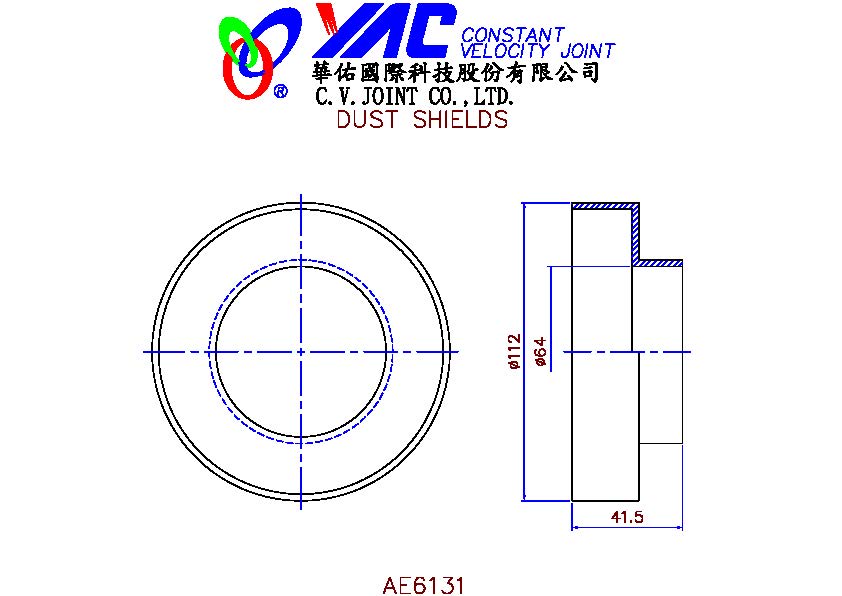 YAC CONSTANT
VELOCITY JOINT
®
華佑國際科技股份有限公司
C.V.JOINT CO.,LTD.
DUST SHIELDS
ø112
ø64
41.5
AE6131